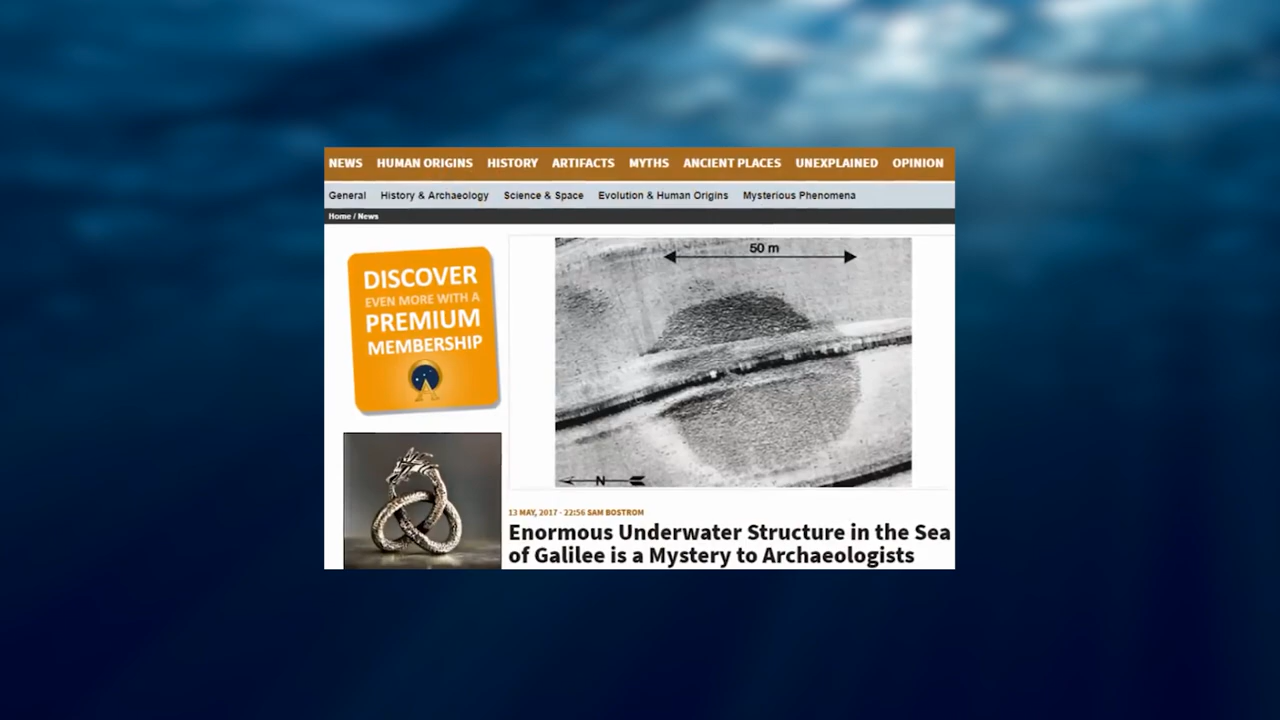 NEWS HUMAN ORIGINS HISTORY ARTIFACTS MYTHS ANCIENT PLACES UNEXPLAINED OPINION
General History & Archaeology Science & Space Evolution & Human Origins Mysterious Phenomena
Home / News
DISCOVER
EVEN MORE WITH A
PREMIUM
MEMBERSHIP
50 m
N
13 MAY, 2017 - 22:56 SAM BOSTROM
Enormous Underwater Structure in the Sea
of Galilee is a Mystery to Archaeologists